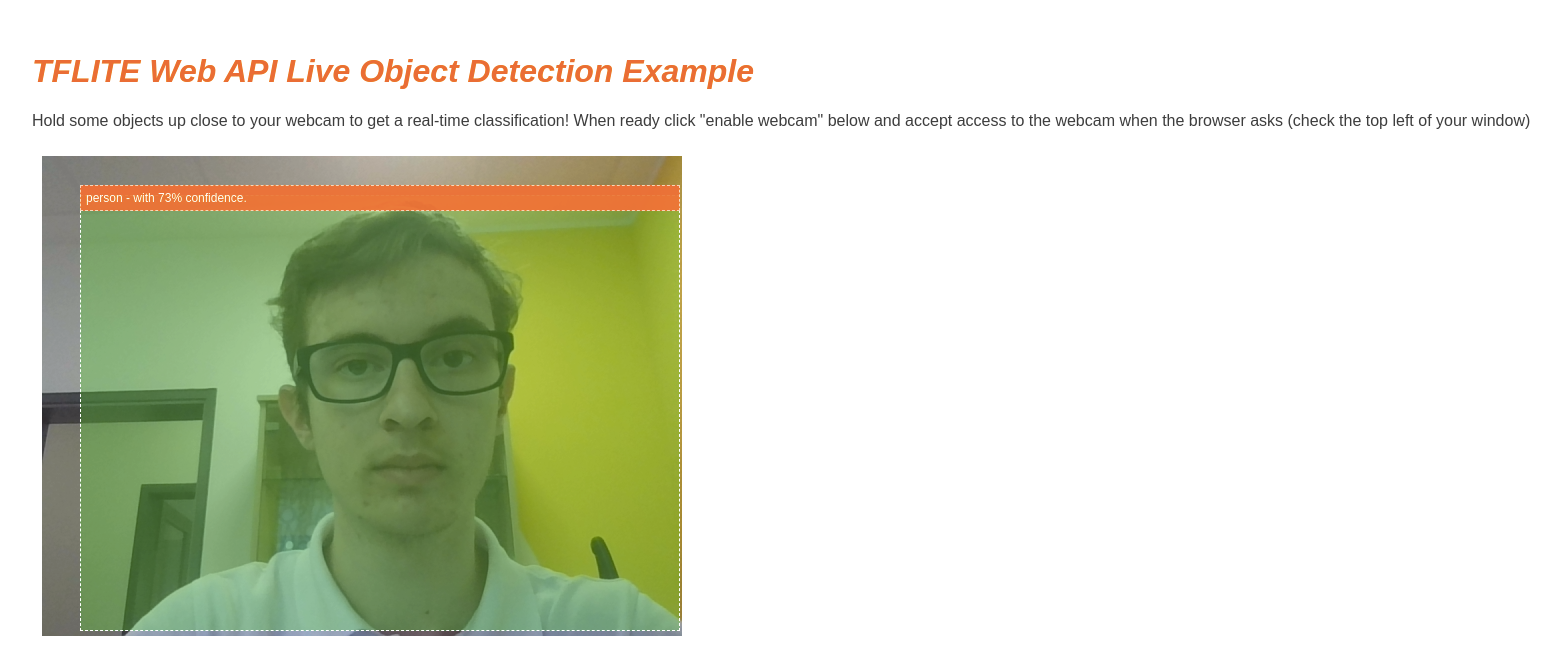 TFLITE Web API Live Object Detection Example
Hold some objects up close to your webcam to get a real-time classification! When ready click "enable webcam" below and accept access to the webcam when the browser asks (check the top left of your window)
person - with 73% confidence.